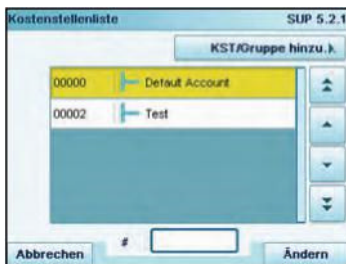 Kostenstellenliste SUP 5.2.1
KST/Gruppe hinzu.
00000 Default Account
00002 Test
#
Abbrechen Ändern